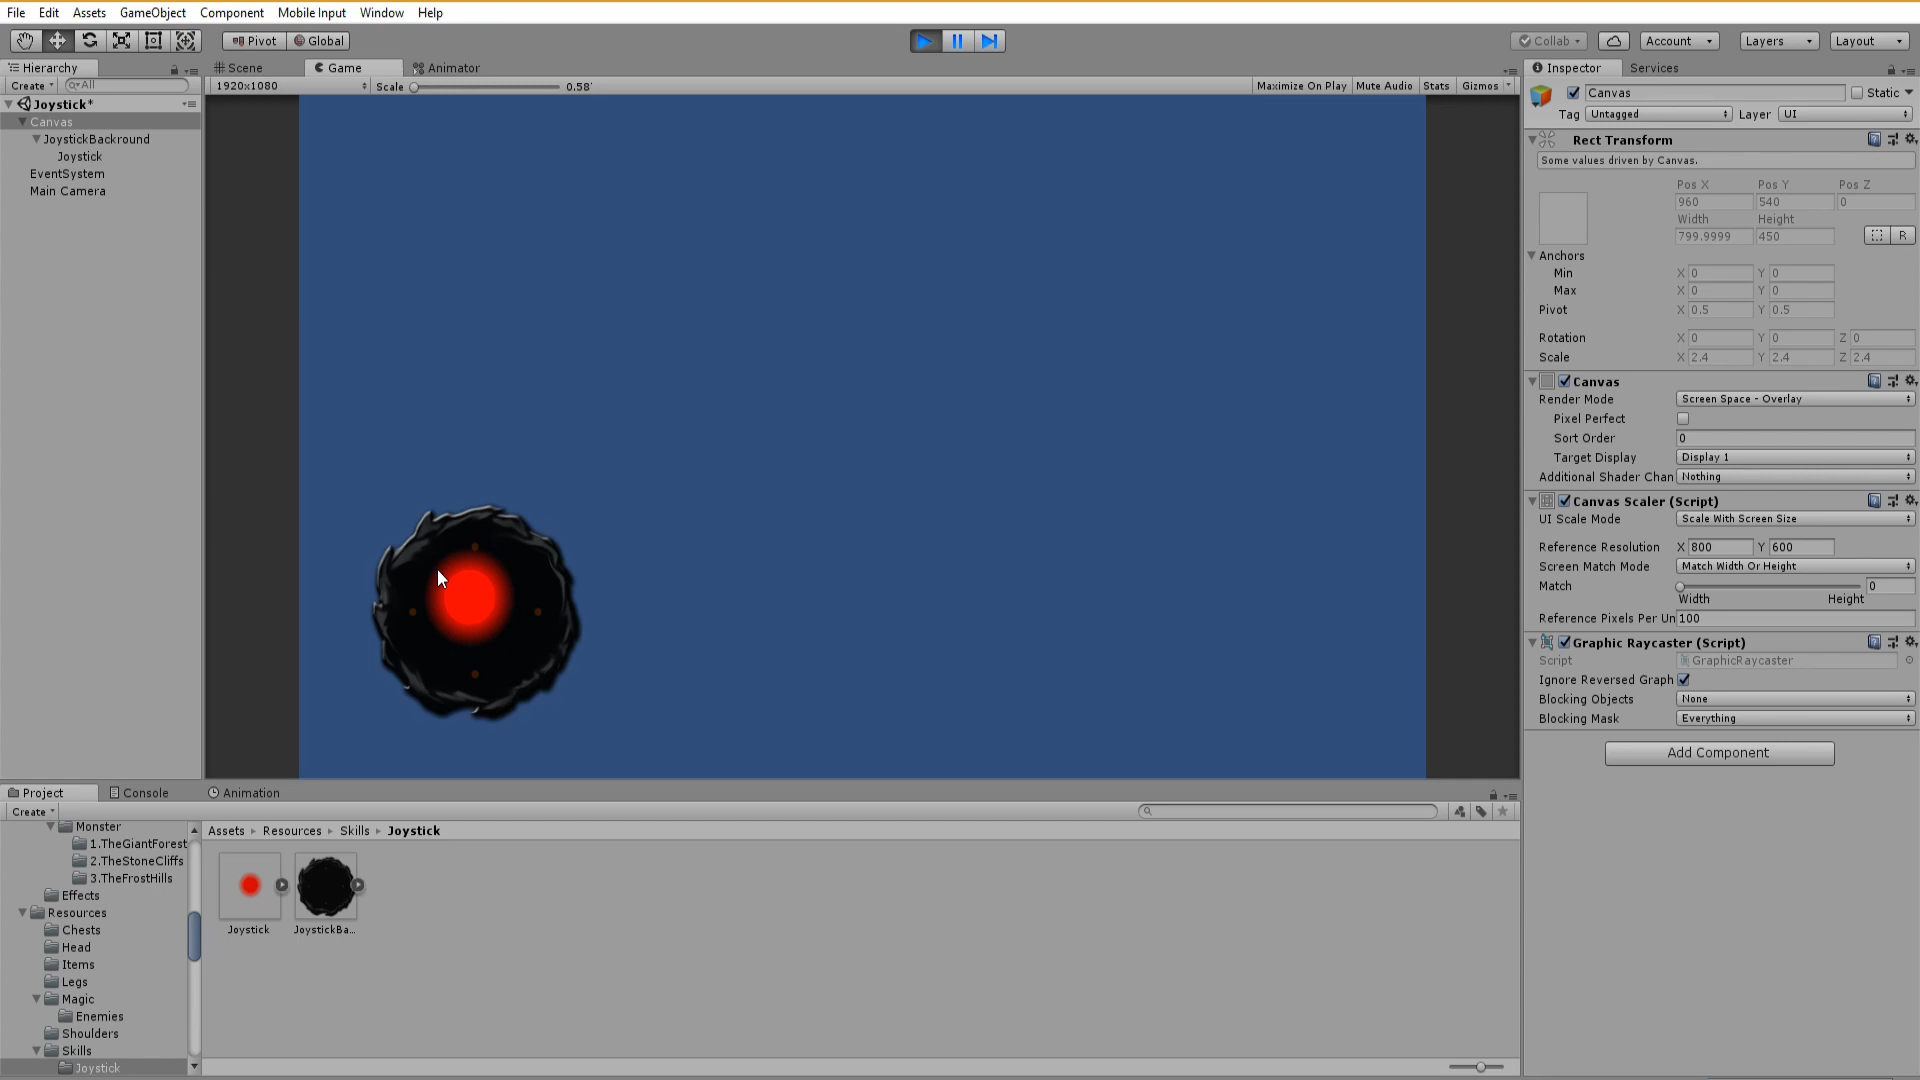 File Edit Assets GameObject Component Mobile Input Window Help
Pivot Global Collab Account Layers Layout
Hierarchy
Create All
Joystick*
Canvas
JoystickBackround
Joystick
EventSystem
Main Camera
Scene Game Animator
1920x1080 Scale 0.58' Maximize On Play Mute Audio Stats Gizmos
Inspector Services
Canvas Static
Tag Untagged Layer UI
Rect Transform
Some values driven by Canvas.
Pos X Pos Y Pos Z
960 540 0
Width Height
799.9999 450 R
Anchors
Min X 0 Y 0
Max X 0 Y 0
Pivot X 0.5 Y 0.5
Rotation X 0 Y 0 Z 0
Scale X 2.4 Y 2.4 Z 2.4
Canvas
Render Mode Screen Space - Overlay
Pixel Perfect
Sort Order 0
Target Display Display 1
Additional Shader Chan Nothing
Canvas Scaler (Script)
UI Scale Mode Scale With Screen Size
Reference Resolution X 800 Y 600
Screen Match Mode Match Width Or Height
Match 0
Width Height
Reference Pixels Per Un 100
Graphic Raycaster (Script)
Script GraphicRaycaster
Ignore Reversed Graph
Blocking Objects None
Blocking Mask Everything
Add Component
Project Console Animation
Create
Monster
1.TheGiantForest
2.TheStoneCliffs
3.TheFrostHills
Effects
Resources
Chests
Head
Items
Legs
Magic
Enemies
Shoulders
Skills
Joystick
Assets Resources Skills Joystick
Joystick JoystickBa...